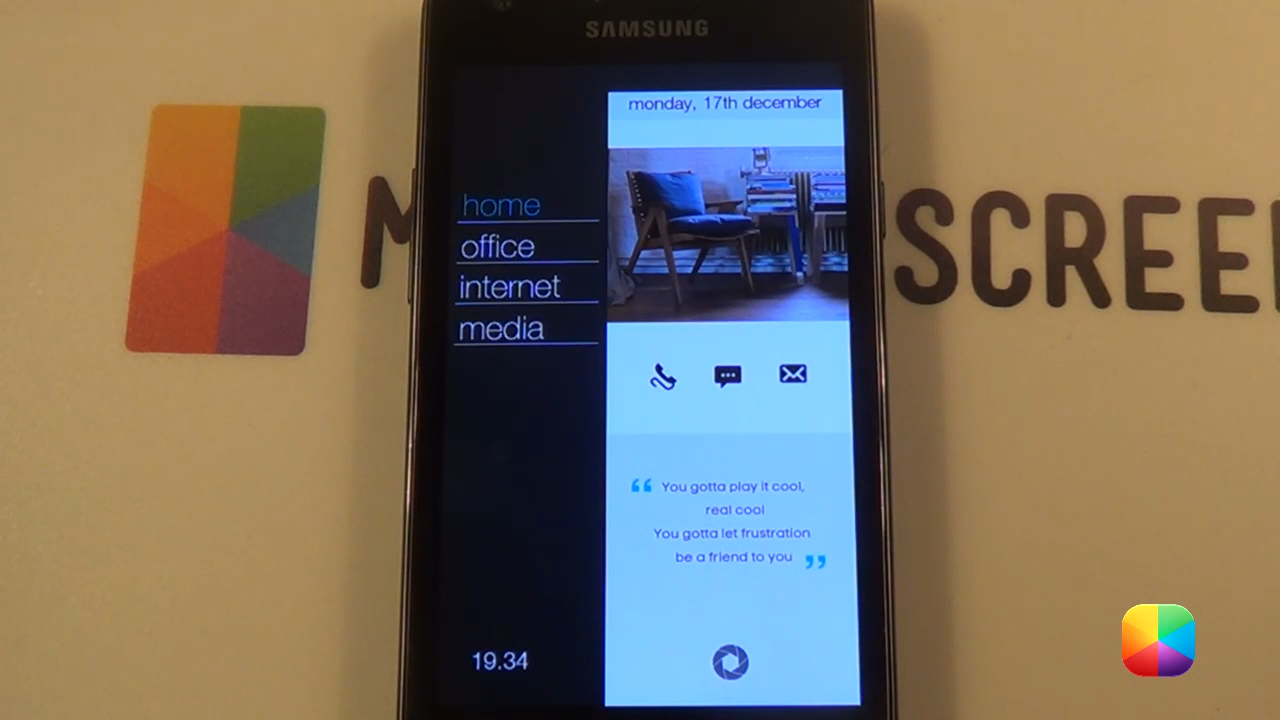 SAMSUNG
monday, 17th december
M
SCREE
home
office
internet
media
“ You gotta play it cool,
real cool
You gotta let frustration
be a friend to you ”
19.34